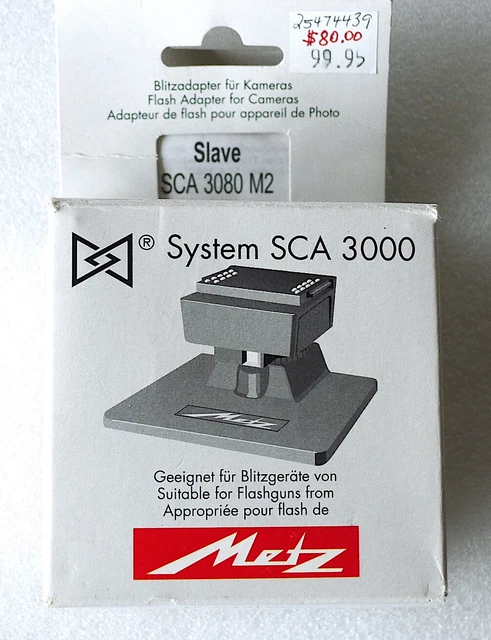 25474439
$80.00
99.95
Blitzadapter für Kameras
Flash Adapter for Cameras
Adapteur de flash pour appareil de Photo
Slave
SCA 3080 M2
® System SCA 3000
Metz
Geeignet für Blitzgeräte von
Suitable for Flashguns from
Appropriée pour flash de
Metz